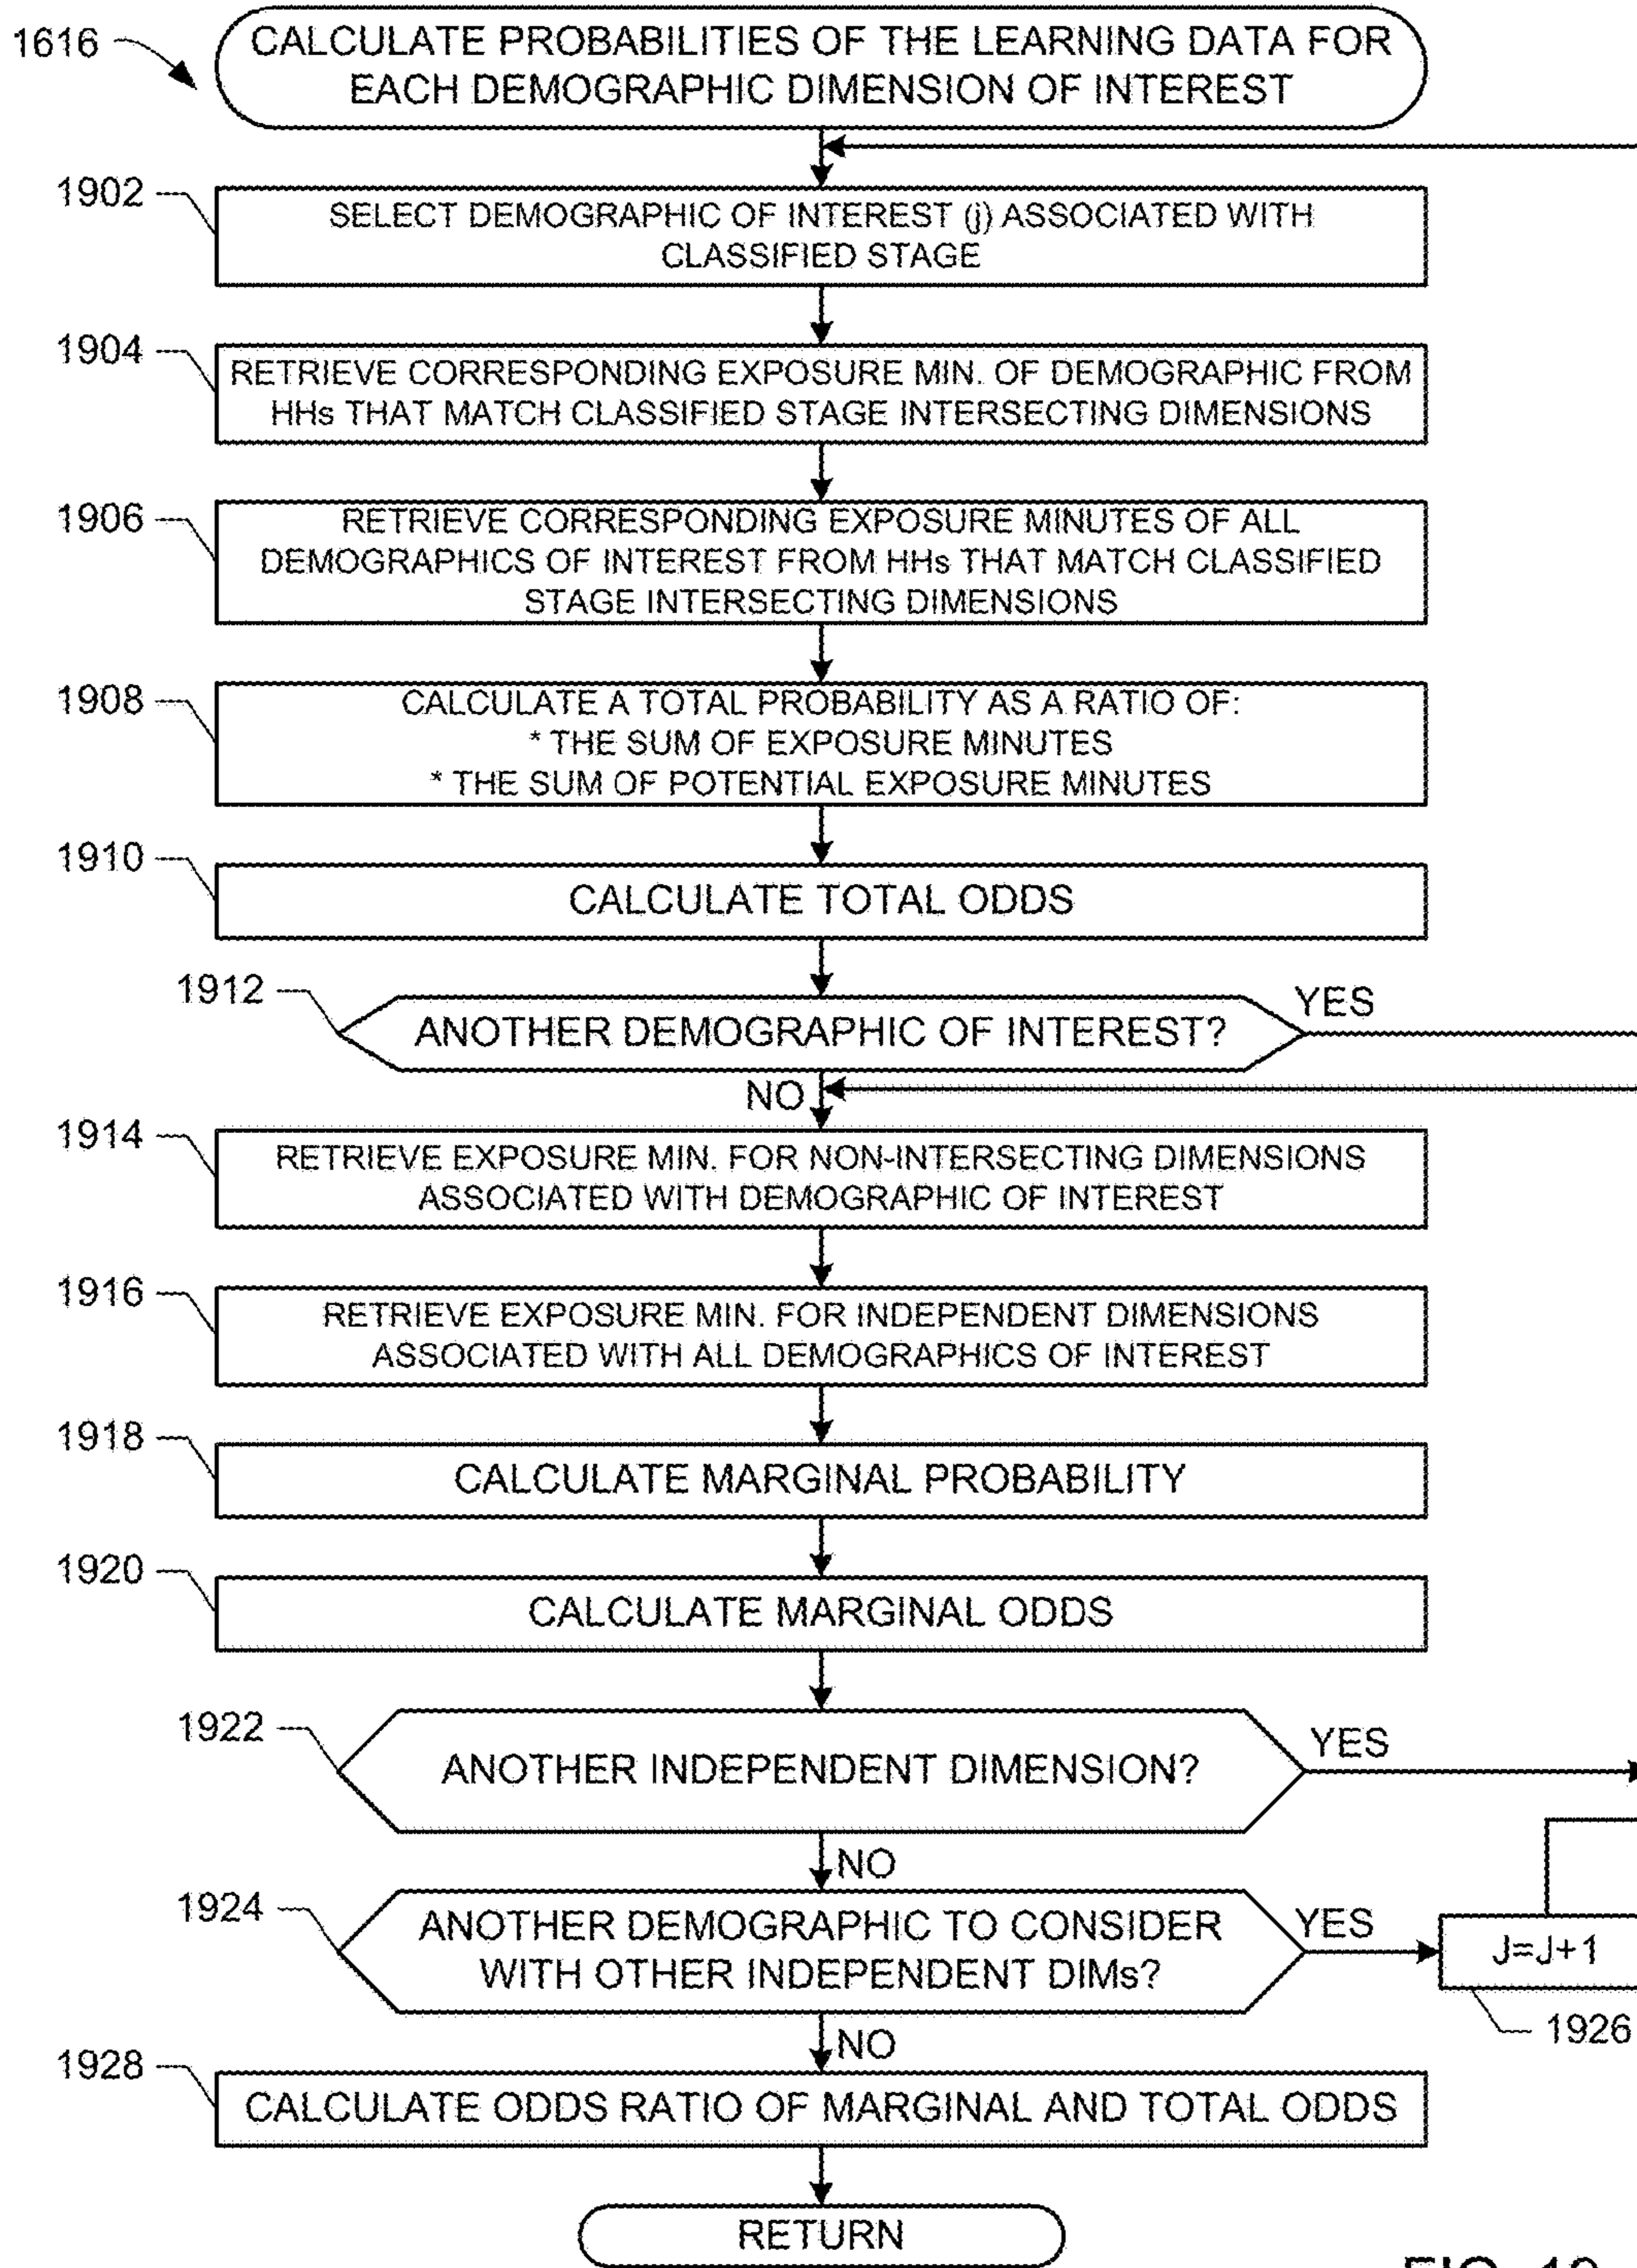 1616
CALCULATE PROBABILITIES OF THE LEARNING DATA FOR
EACH DEMOGRAPHIC DIMENSION OF INTEREST
1902
SELECT DEMOGRAPHIC OF INTEREST (j) ASSOCIATED WITH
CLASSIFIED STAGE
1904
RETRIEVE CORRESPONDING EXPOSURE MIN. OF DEMOGRAPHIC FROM
HHs THAT MATCH CLASSIFIED STAGE INTERSECTING DIMENSIONS
1906
RETRIEVE CORRESPONDING EXPOSURE MINUTES OF ALL
DEMOGRAPHICS OF INTEREST FROM HHs THAT MATCH CLASSIFIED
STAGE INTERSECTING DIMENSIONS
1908
CALCULATE A TOTAL PROBABILITY AS A RATIO OF:
* THE SUM OF EXPOSURE MINUTES
* THE SUM OF POTENTIAL EXPOSURE MINUTES
1910
CALCULATE TOTAL ODDS
1912
ANOTHER DEMOGRAPHIC OF INTEREST?
YES
NO
1914
RETRIEVE EXPOSURE MIN. FOR NON-INTERSECTING DIMENSIONS
ASSOCIATED WITH DEMOGRAPHIC OF INTEREST
1916
RETRIEVE EXPOSURE MIN. FOR INDEPENDENT DIMENSIONS
ASSOCIATED WITH ALL DEMOGRAPHICS OF INTEREST
1918
CALCULATE MARGINAL PROBABILITY
1920
CALCULATE MARGINAL ODDS
1922
ANOTHER INDEPENDENT DIMENSION?
YES
NO
1924
ANOTHER DEMOGRAPHIC TO CONSIDER
WITH OTHER INDEPENDENT DIMs?
YES
J=J+1
1926
NO
1928
CALCULATE ODDS RATIO OF MARGINAL AND TOTAL ODDS
RETURN